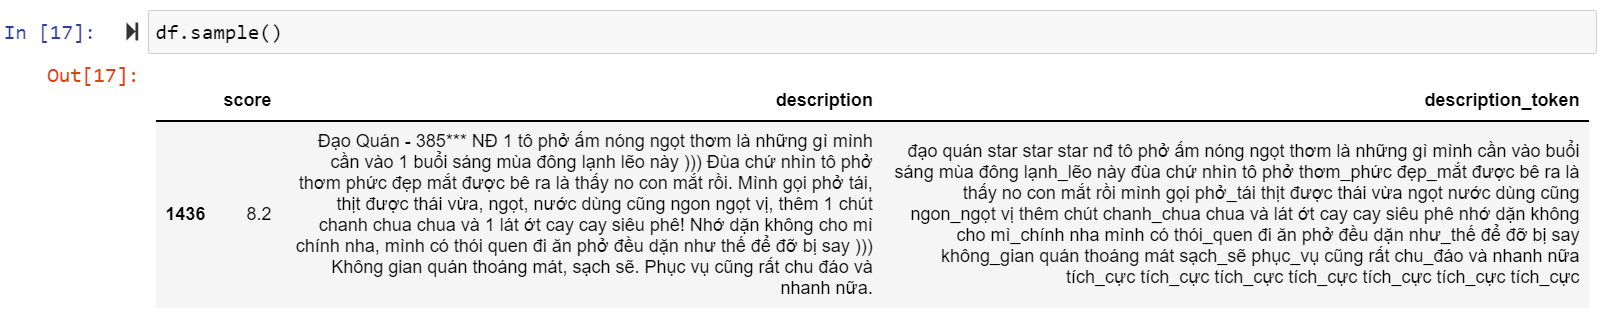 In [17]: df.sample()
Out[17]:
score description description_token
1436 8.2
Đạo Quán - 385*** NĐ 1 tô phở ấm nóng ngọt thơm là những gì mình
cần vào 1 buổi sáng mùa đông lạnh lẽo này ))) Đùa chứ nhìn tô phở
thơm phức đẹp mắt được bê ra là thấy no con mắt rồi. Mình gọi phở tái,
thịt được thái vừa, ngọt, nước dùng cũng ngon ngọt vị, thêm 1 chút
chanh chua chua và 1 lát ớt cay cay siêu phê! Nhớ dặn không cho mì
chính nha, mình có thói quen đi ăn phở đều dặn như thế để đỡ bị say )))
Không gian quán thoáng mát, sạch sẽ. Phục vụ cũng rất chu đáo và
nhanh nữa.
đạo quán star star star nđ tô phở ấm nóng ngọt thơm là những gì mình cần vào buổi
sáng mùa đông lạnh_lẽo này đùa chứ nhìn tô phở thơm_phức đẹp_mắt được bê ra là
thấy no con mắt rồi mình gọi phở_tái thịt được thái vừa ngọt nước dùng cũng
ngon_ngọt vị thêm chút chanh_chua chua và lát ớt cay cay siêu phê nhớ dặn không
cho mì_chính nha mình có thói_quen đi ăn phở đều dặn như_thế để đỡ bị say
không_gian quán thoáng mát sạch_sẽ phục_vụ cũng rất chu_đáo và nhanh nữa
tích_cực tích_cực tích_cực tích_cực tích_cực tích_cực tích_cực